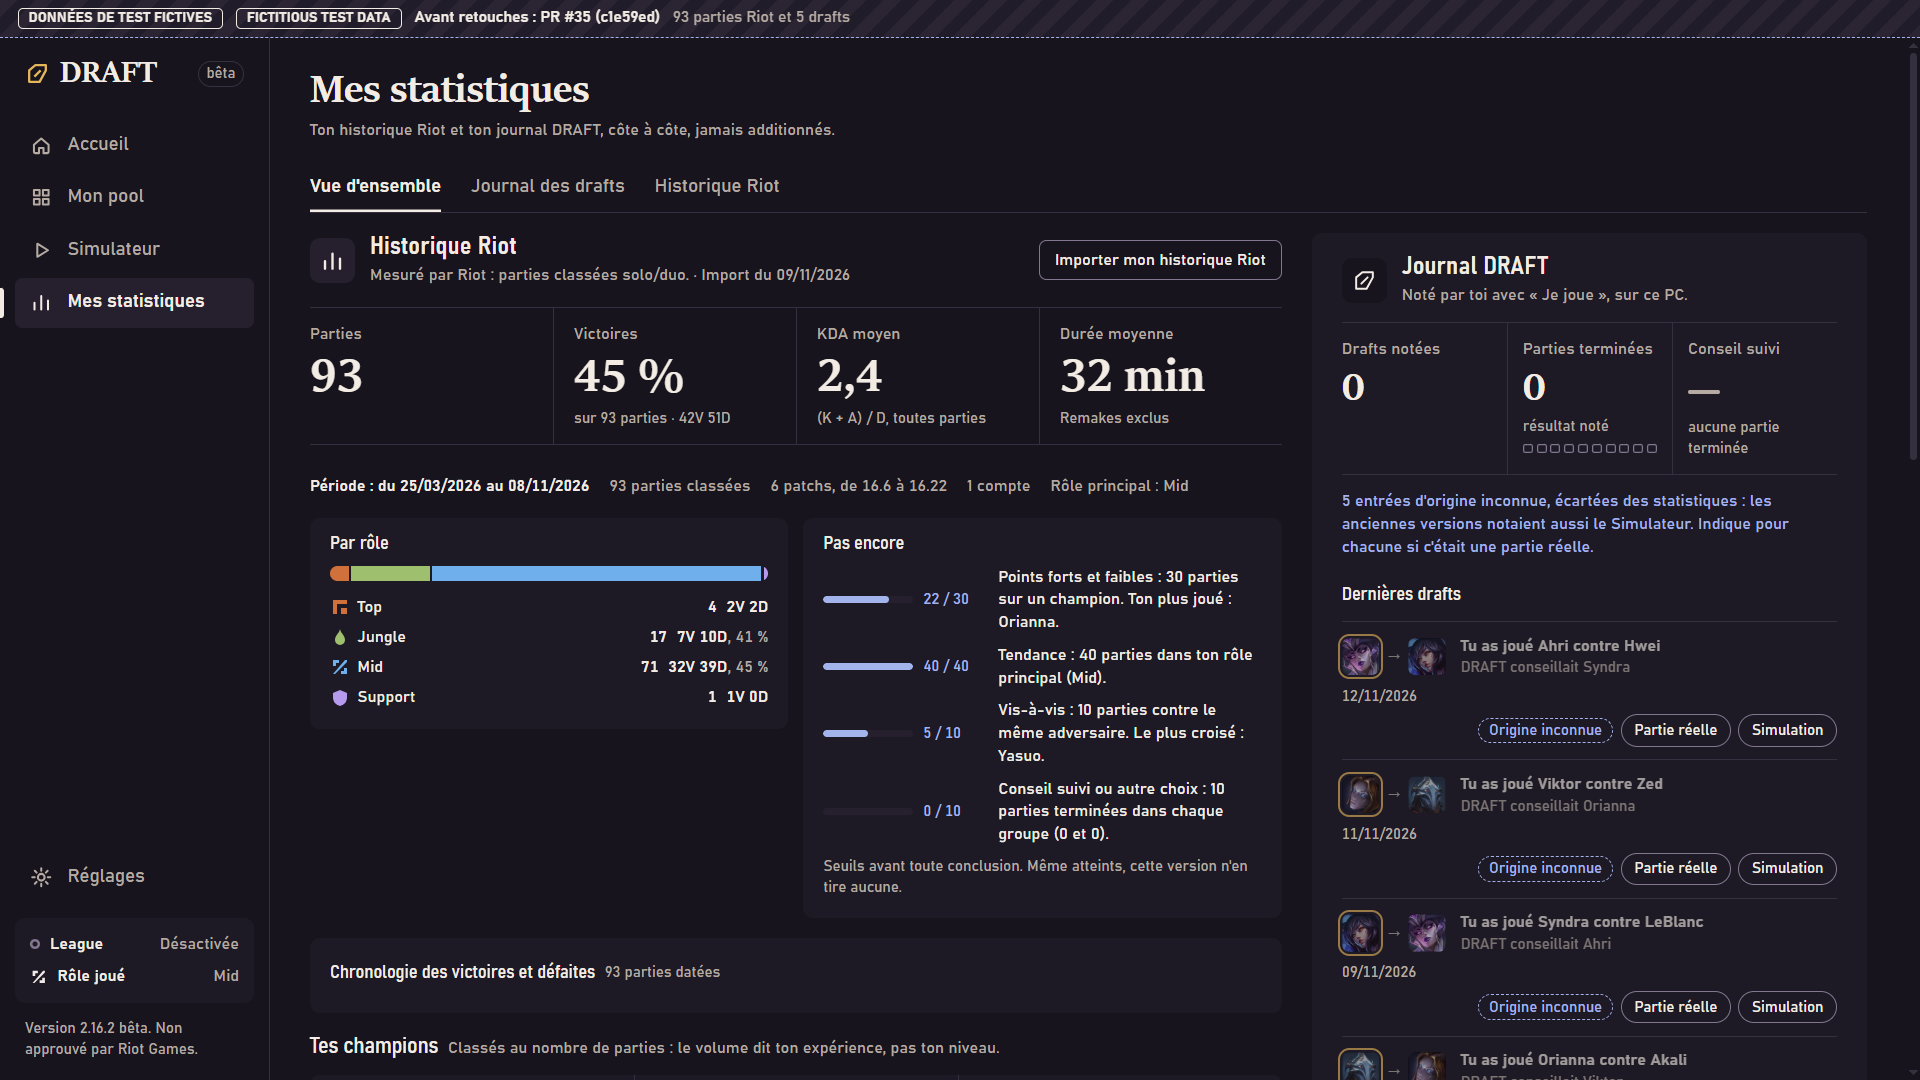 DONNÉES DE TEST FICTIVES FICTITIOUS TEST DATA Avant retouches : PR #35 (c1e59ed) 93 parties Riot et 5 drafts
DRAFT bêta
Accueil
Mon pool
Simulateur
Mes statistiques
Réglages
League Désactivée
Rôle joué Mid
Version 2.16.2 bêta. Non
approuvé par Riot Games.
Mes statistiques
Ton historique Riot et ton journal DRAFT, côte à côte, jamais additionnés.
Vue d'ensemble Journal des drafts Historique Riot
Historique Riot
Mesuré par Riot : parties classées solo/duo. · Import du 09/11/2026
Importer mon historique Riot
Parties
93
Victoires
45 %
sur 93 parties · 42V 51D
KDA moyen
2,4
(K + A) / D, toutes parties
Durée moyenne
32 min
Remakes exclus
Période : du 25/03/2026 au 08/11/2026 93 parties classées 6 patchs, de 16.6 à 16.22 1 compte Rôle principal : Mid
Par rôle
Top 4 2V 2D
Jungle 17 7V 10D, 41 %
Mid 71 32V 39D, 45 %
Support 1 1V 0D
Pas encore
22 / 30
Points forts et faibles : 30 parties
sur un champion. Ton plus joué :
Orianna.
40 / 40
Tendance : 40 parties dans ton rôle
principal (Mid).
5 / 10
Vis-à-vis : 10 parties contre le
même adversaire. Le plus croisé :
Yasuo.
0 / 10
Conseil suivi ou autre choix : 10
parties terminées dans chaque
groupe (0 et 0).
Seuils avant toute conclusion. Même atteints, cette version n'en
tire aucune.
Chronologie des victoires et défaites 93 parties datées
Tes champions Classés au nombre de parties : le volume dit ton expérience, pas ton niveau.
Journal DRAFT
Noté par toi avec « Je joue », sur ce PC.
Drafts notées
0
Parties terminées
0
résultat noté
Conseil suivi
—
aucune partie
terminée
5 entrées d'origine inconnue, écartées des statistiques : les
anciennes versions notaient aussi le Simulateur. Indique pour
chacune si c'était une partie réelle.
Dernières drafts
→ Tu as joué Ahri contre Hwei
DRAFT conseillait Syndra
12/11/2026
Origine inconnue Partie réelle Simulation
→ Tu as joué Viktor contre Zed
DRAFT conseillait Orianna
11/11/2026
Origine inconnue Partie réelle Simulation
→ Tu as joué Syndra contre LeBlanc
DRAFT conseillait Ahri
09/11/2026
Origine inconnue Partie réelle Simulation
→ Tu as joué Orianna contre Akali
DRAFT conseillait Viktor